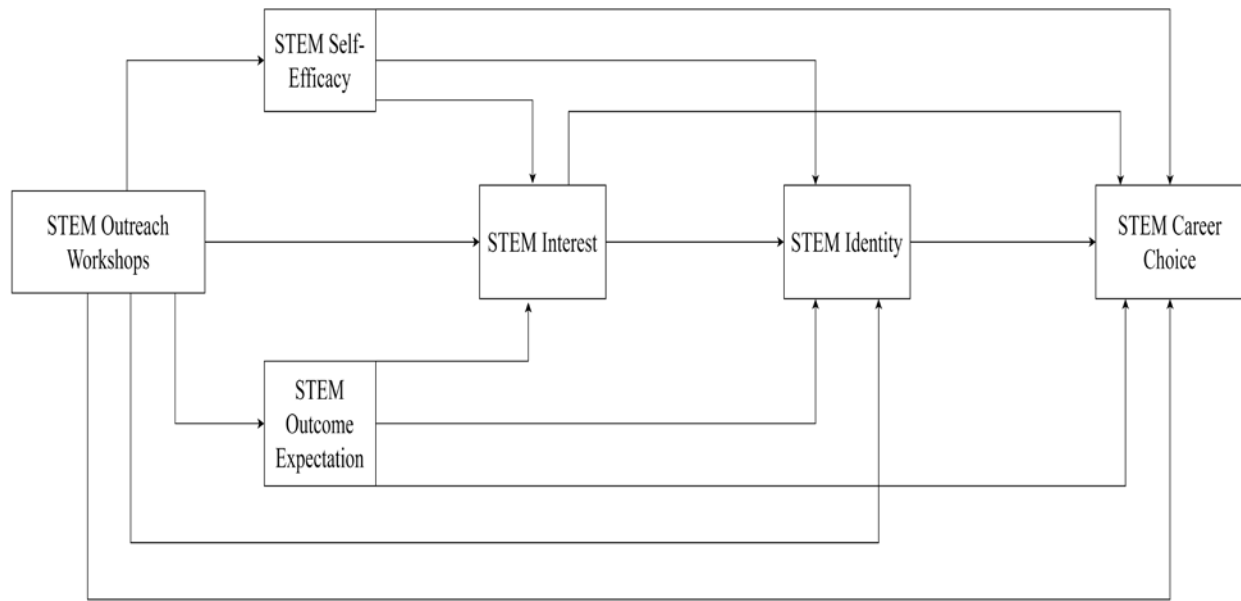 STEM Self-
Efficacy
STEM Outreach
Workshops
STEM Interest
STEM Identity
STEM Career
Choice
STEM
Outcome
Expectation